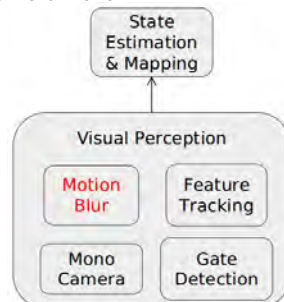 State
Estimation
& Mapping
Visual Perception
Motion
Blur
Feature
Tracking
Mono
Camera
Gate
Detection